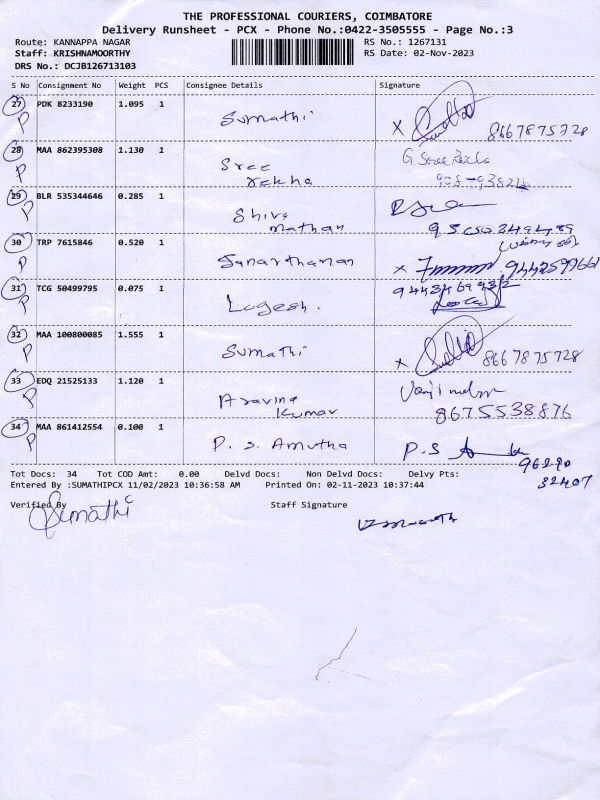 THE PROFESSIONAL COURIERS, COIMBATORE
Delivery Runsheet - PCX - Phone No.:0422-3505555 - Page No.:3
Route: KANNAPPA NAGAR
RS No.: 1267131
Staff: KRISHNAMOORTHY
RS Date: 02-Nov-2023
DRS No.: DCJB126713103
S No Consignment No Weight PCS Consignee Details Signature
27 PDK 8233190 1.095 1
P Sumathi
8667875728
28 MAA 862395308 1.130 1
P Sree
rekha
29 BLR 535344646 0.285 1
P Shiva
mathan
30 TRP 7615846 0.520 1
P Janarthanan
31 TCG 50499795 0.075 1
P Logesh.
32 MAA 100800085 1.555 1
P Sumathi
8667875728
33 EDQ 21525133 1.120 1
P Aravind
Kumar
8675538876
34 MAA 861412554 0.100 1
P P. S. Amutha
P.S
96290
32407
Tot Docs: 34 Tot COD Amt: 0.00 Delvd Docs: Non Delvd Docs: Delvy Pts:
Entered By :SUMATHIPCX 11/02/2023 10:36:58 AM Printed On: 02-11-2023 10:37:44
Verified By Staff Signature
Sumathi